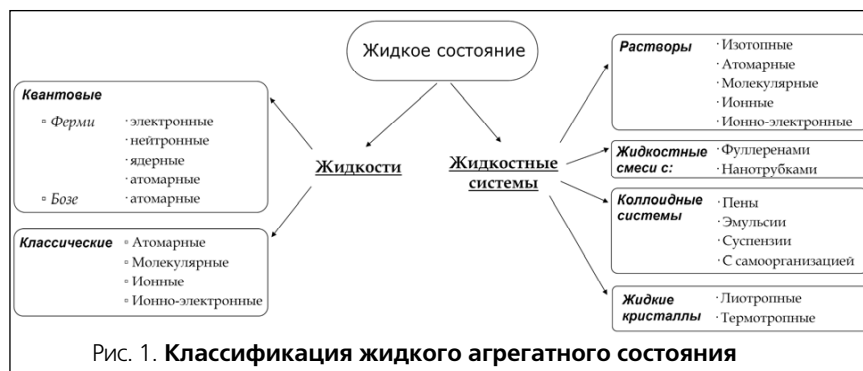 Жидкое состояние
Квантовые
▫ Ферми · электронные
· нейтронные
· ядерные
· атомарные
▫ Бозе · атомарные
Классические ▫ Атомарные
▫ Молекулярные
▫ Ионные
▫ Ионно-электронные
Жидкости
Жидкостные
системы
Растворы · Изотопные
· Атомарные
· Молекулярные
· Ионные
· Ионно-электронные
Жидкостные · Фуллеренами
смеси с: · Нанотрубками
Коллоидные · Пены
системы · Эмульсии
· Суспензии
· С самоорганизацией
Жидкие · Лиотропные
кристаллы · Термотропные
Рис. 1. Классификация жидкого агрегатного состояния